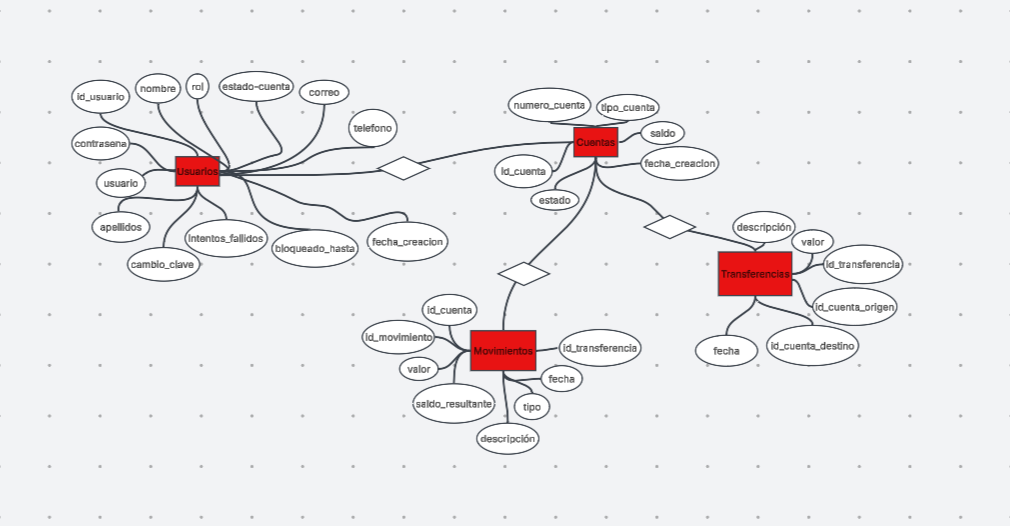 id_usuario
nombre
rol
estado-cuenta
correo
telefono
contrasena
usuario
Usuarios
apellidos
cambio_clave
intentos_fallidos
bloqueado_hasta
fecha_creacion
numero_cuenta
tipo_cuenta
Cuentas
saldo
fecha_creacion
id_cuenta
estado
descripción
valor
id_transferencia
Transferencias
id_cuenta_origen
id_cuenta_destino
fecha
id_cuenta
id_movimiento
Movimientos
id_transferencia
valor
fecha
saldo_resultante
tipo
descripción